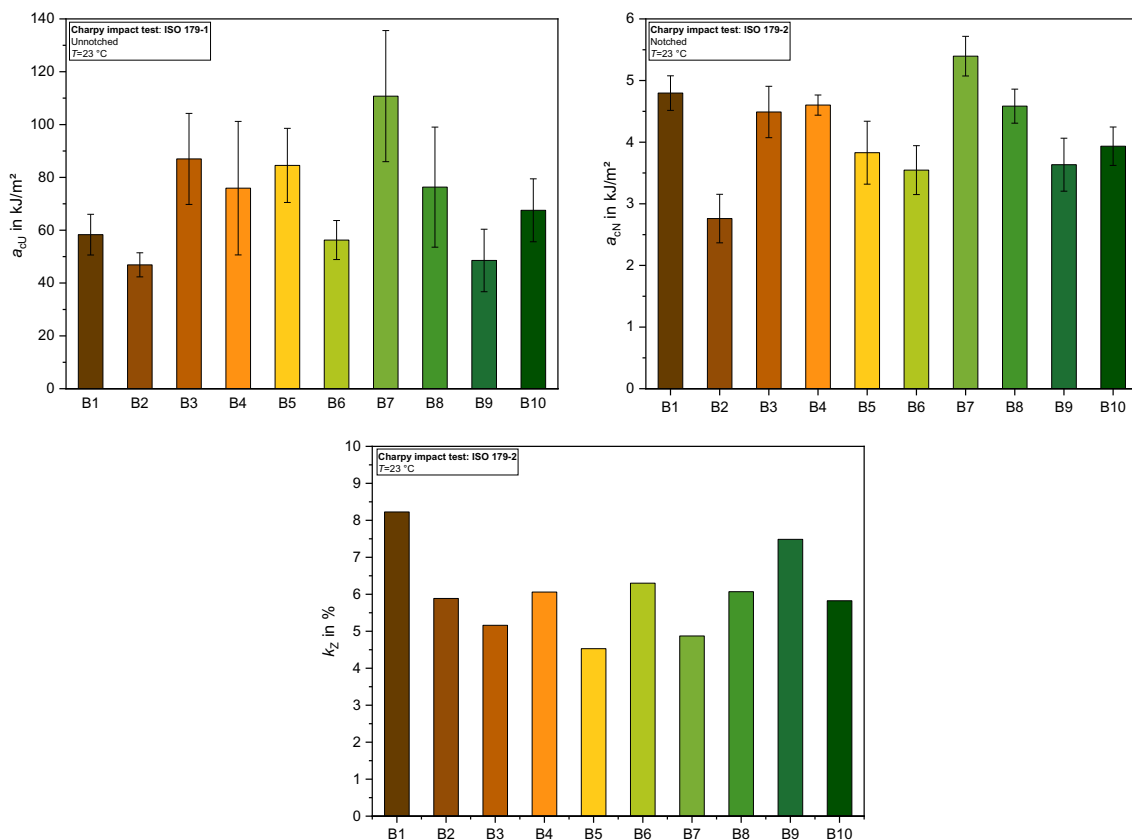 140
120
100
80
60
40
20
0
a_cU in kJ/m²
Charpy impact test: ISO 179-1
Unnotched
T=23 °C
B1 B2 B3 B4 B5 B6 B7 B8 B9 B10
6
5
4
3
2
1
0
a_cN in kJ/m²
Charpy impact test: ISO 179-2
Notched
T=23 °C
B1 B2 B3 B4 B5 B6 B7 B8 B9 B10
10
9
8
7
6
5
4
3
2
1
0
k_Z in %
Charpy impact test: ISO 179-2
T=23 °C
B1 B2 B3 B4 B5 B6 B7 B8 B9 B10